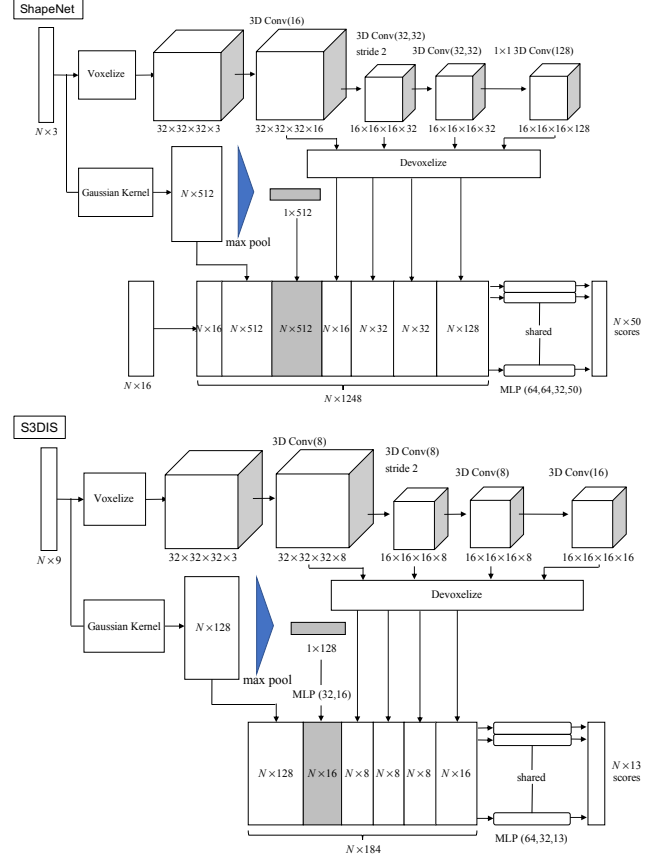 ShapeNet
3D Conv(16)
3D Conv(32,32)
stride 2
3D Conv(32,32)
1×1 3D Conv(128)
Voxelize
N×3
32×32×32×3
32×32×32×16
16×16×16×32
16×16×16×32
16×16×16×128
Devoxelize
Gaussian Kernel
N×512
1×512
max pool
N×16
N×16
N×512
N×512
N×16
N×32
N×32
N×128
shared
N×50
scores
MLP (64,64,32,50)
N×1248
S3DIS
3D Conv(8)
3D Conv(8)
stride 2
3D Conv(8)
3D Conv(16)
Voxelize
N×9
32×32×32×3
32×32×32×8
16×16×16×8
16×16×16×8
16×16×16×16
Devoxelize
Gaussian Kernel
N×128
1×128
max pool
MLP (32,16)
N×128
N×16
N×8
N×8
N×8
N×16
shared
N×13
scores
MLP (64,32,13)
N×184